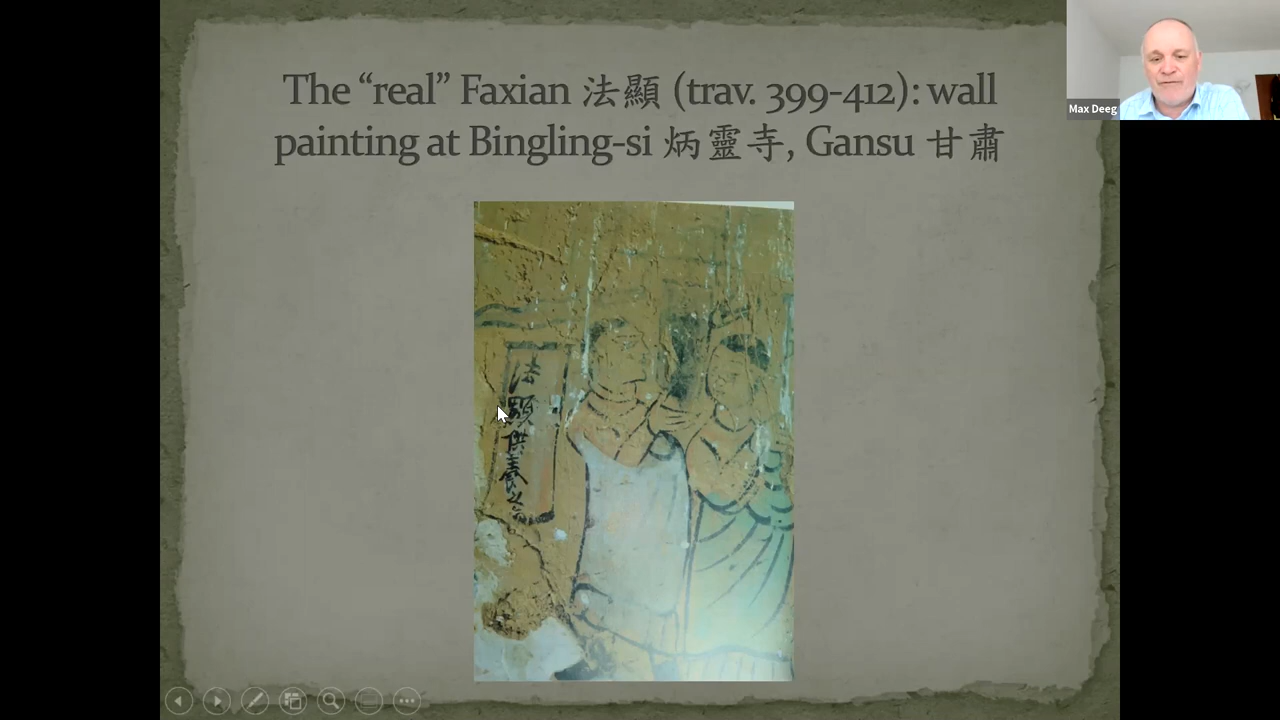 The “real” Faxian 法顯 (trav. 399-412): wall
painting at Bingling-si 炳靈寺, Gansu 甘肅
Max Deeg
法顯供養之